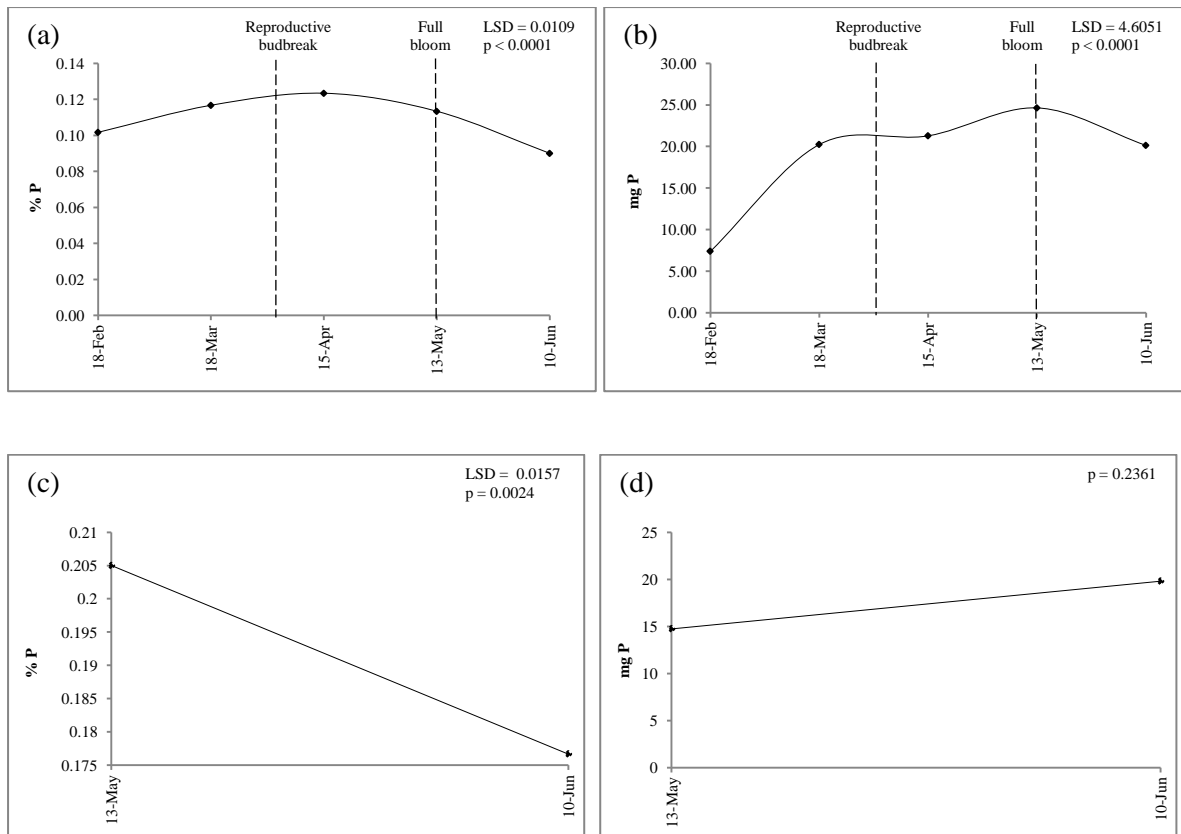 (a)
Reproductive
budbreak
Full
bloom
LSD = 0.0109
p < 0.0001
% P
0.14
0.12
0.10
0.08
0.06
0.04
0.02
0.00
18-Feb
18-Mar
15-Apr
13-May
10-Jun
(b)
Reproductive
budbreak
Full
bloom
LSD = 4.6051
p < 0.0001
mg P
30.00
25.00
20.00
15.00
10.00
5.00
0.00
18-Feb
18-Mar
15-Apr
13-May
10-Jun
(c)
LSD = 0.0157
p = 0.0024
% P
0.21
0.205
0.2
0.195
0.19
0.185
0.18
0.175
13-May
10-Jun
(d)
p = 0.2361
mg P
25
20
15
10
5
0
13-May
10-Jun